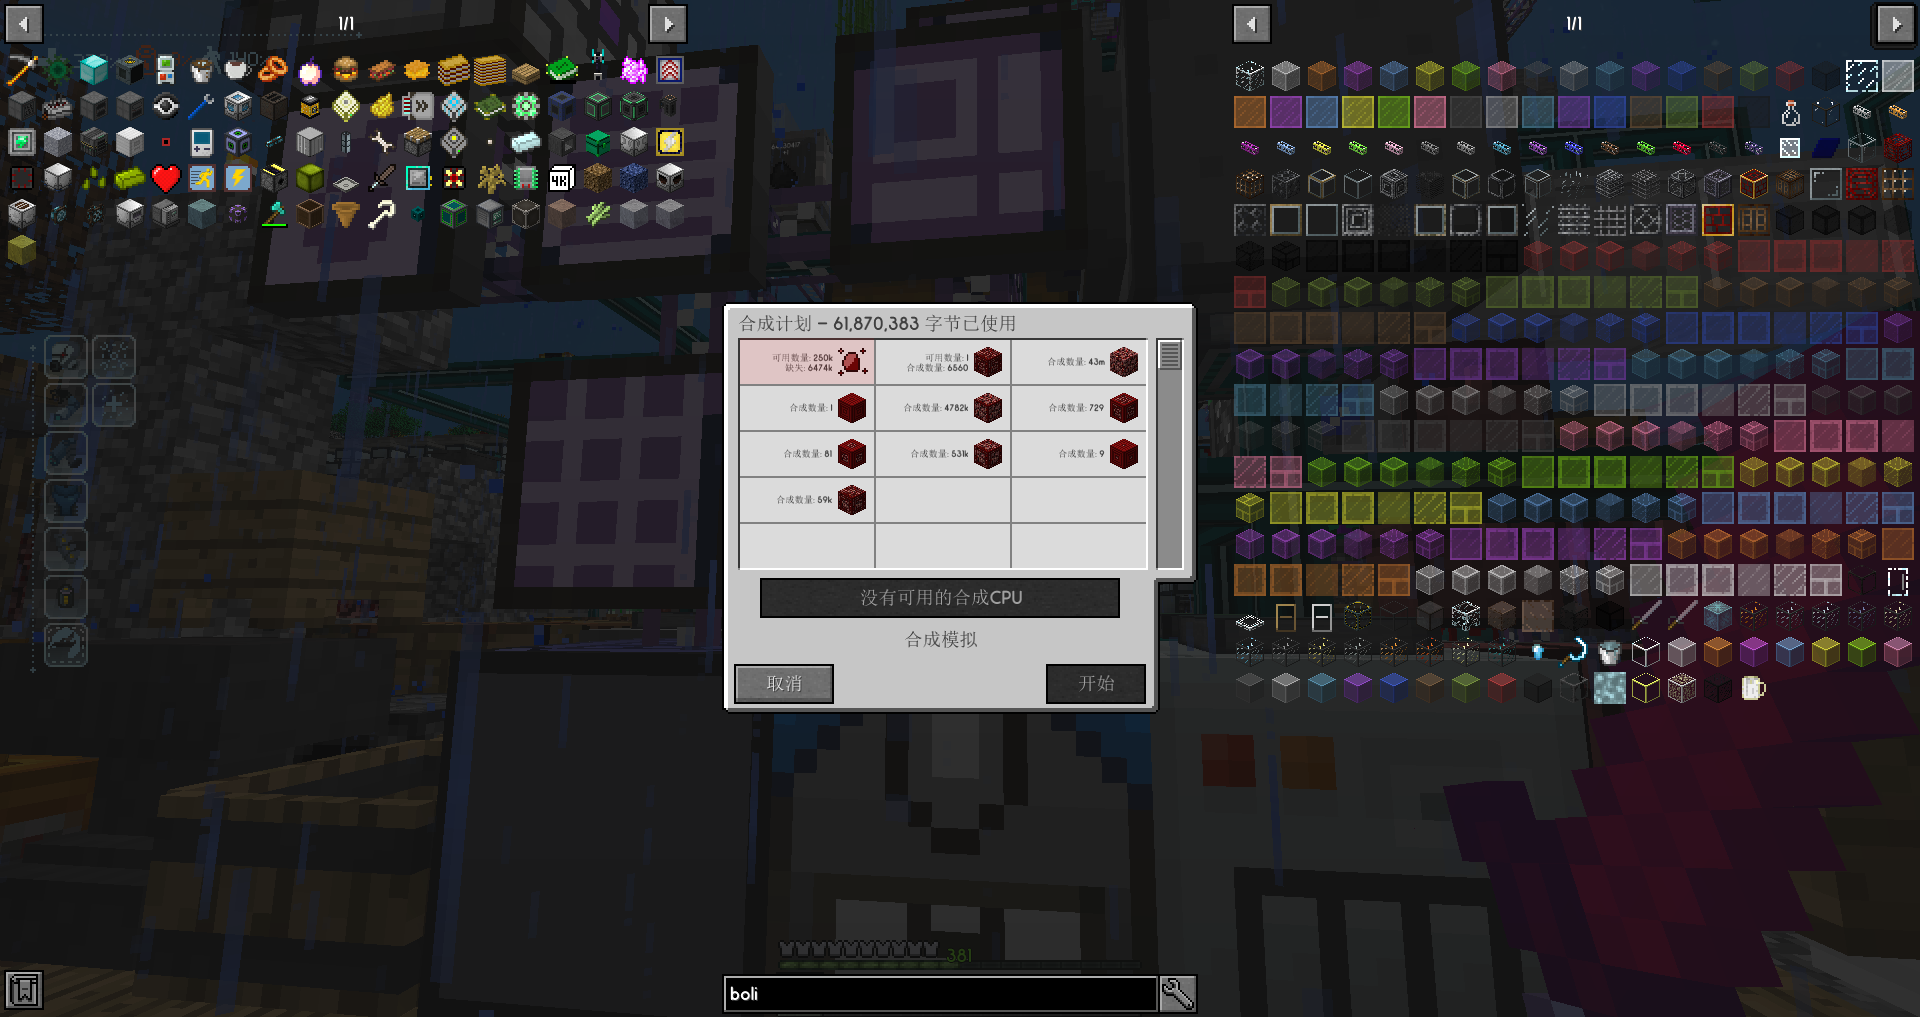 1/1
1/1
4K
合成计划 - 61,870,383 字节已使用
可用数量: 250k
缺失: 6474k
可用数量: 1
合成数量: 6560
合成数量: 43m
合成数量: 1
合成数量: 4782k
合成数量: 729
合成数量: 81
合成数量: 531k
合成数量: 9
合成数量: 59k
没有可用的合成CPU
合成模拟
取消
开始
381
boli